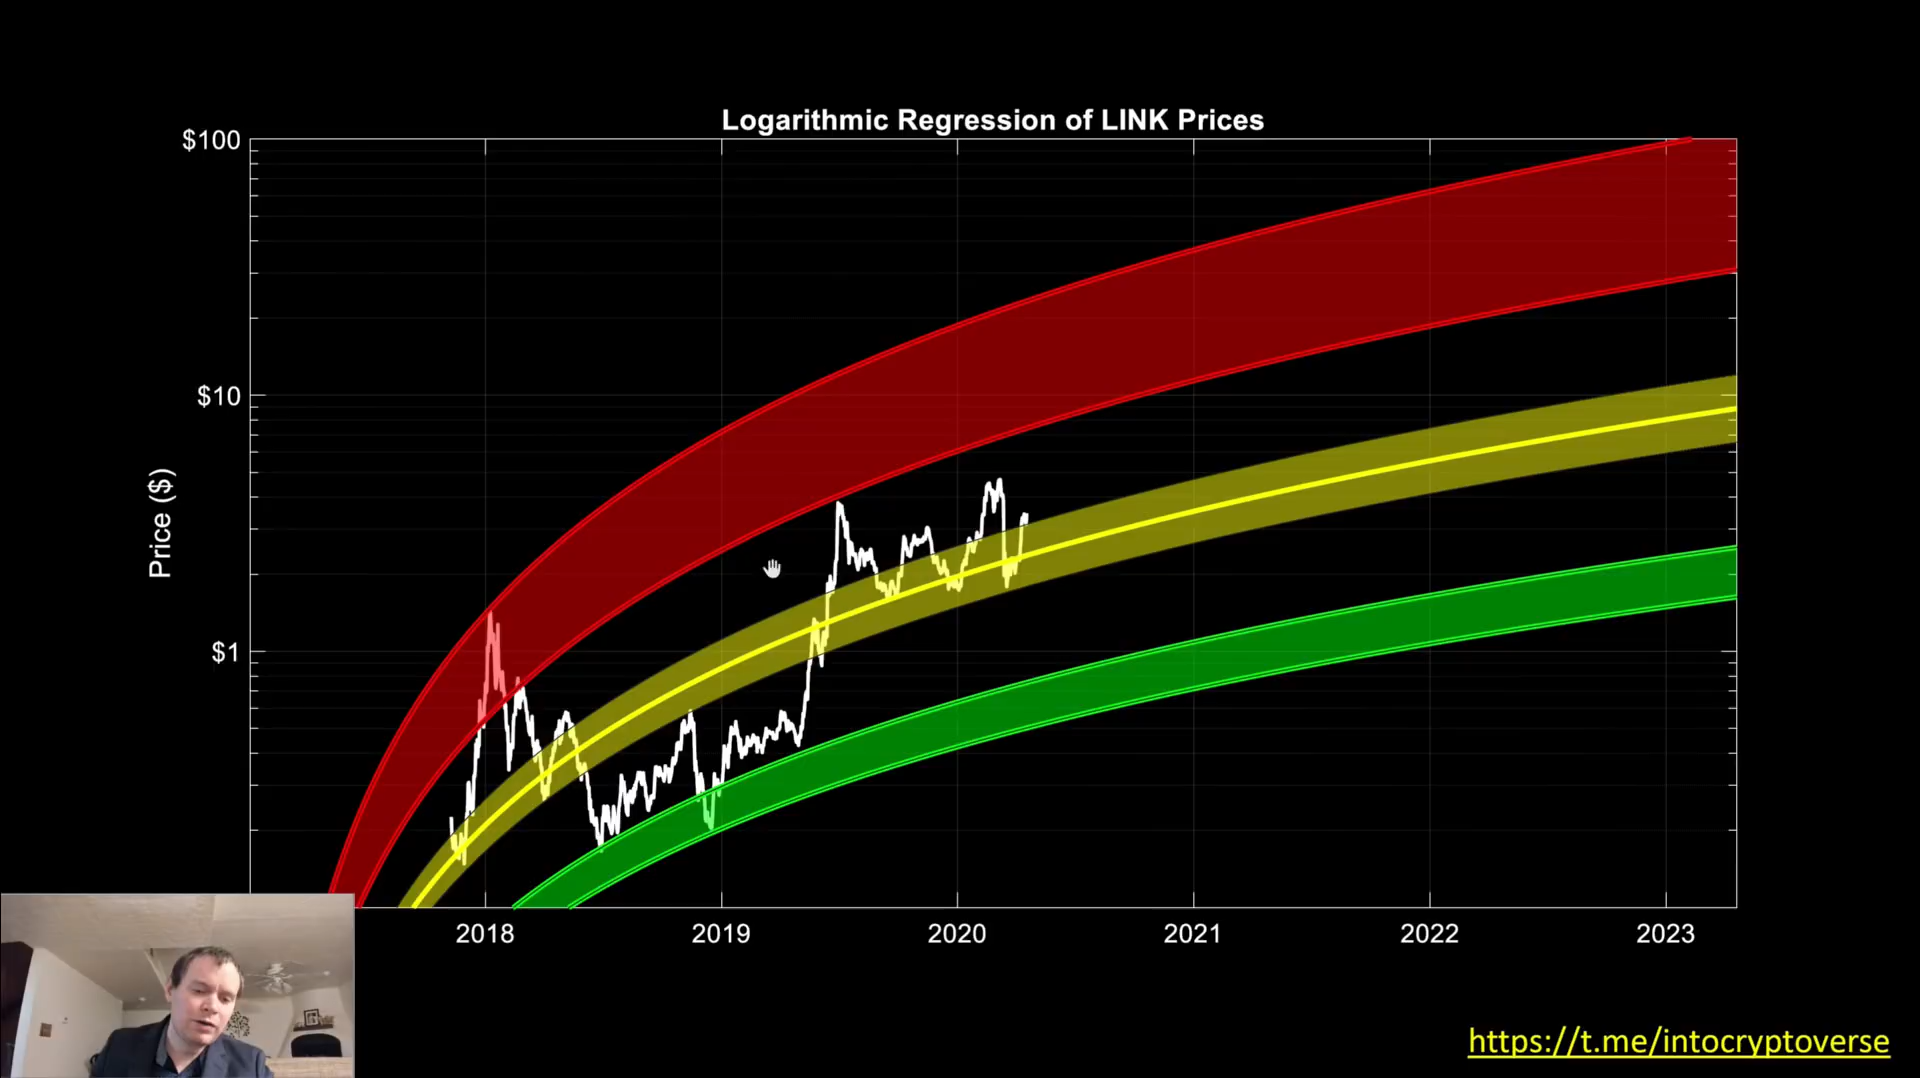 Logarithmic Regression of LINK Prices
$100
$10
$1
Price ($)
2018 2019 2020 2021 2022 2023
https://t.me/intocryptoverse